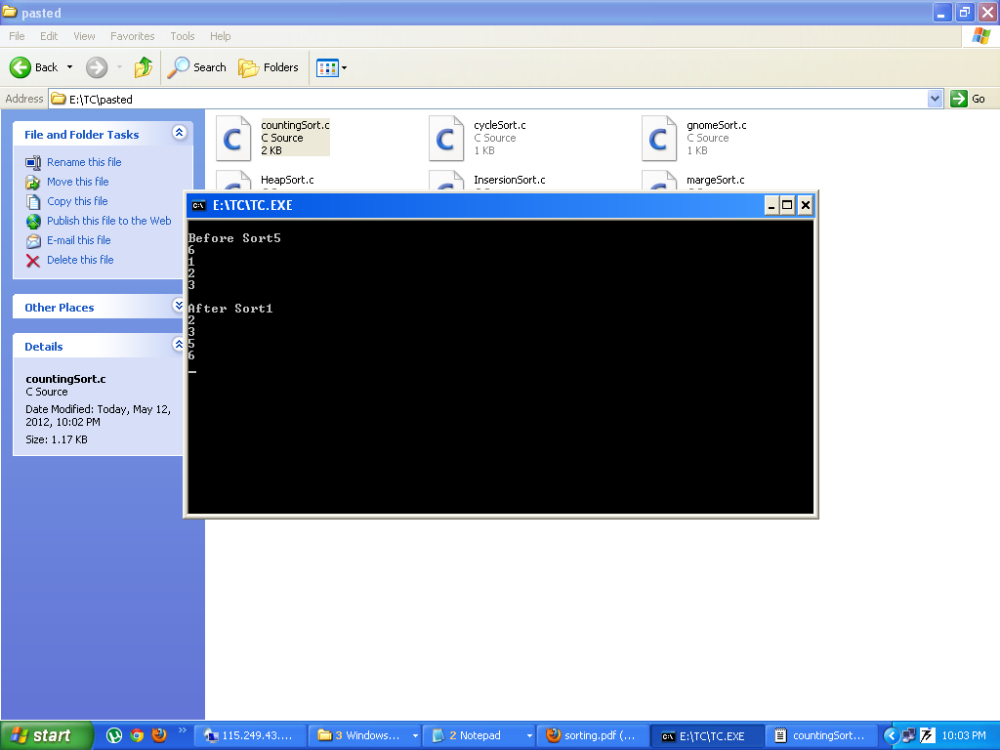 pasted
File Edit View Favorites Tools Help
Back Search Folders
Address E:\TC\pasted Go
File and Folder Tasks
Rename this file
Move this file
Copy this file
Publish this file to the Web
E-mail this file
Delete this file
Other Places
Details
countingSort.c
C Source
Date Modified: Today, May 12,
2012, 10:02 PM
Size: 1.17 KB
C
countingSort.c
C Source
2 KB
C
cycleSort.c
C Source
1 KB
C
gnomeSort.c
C Source
1 KB
HeapSort.c
InsersionSort.c
margeSort.c
E:\TC\TC.EXE
Before Sort5
6
1
2
3
After Sort1
2
3
5
6
_
start 115.249.43.... 3 Windows... 2 Notepad sorting.pdf (... E:\TC\TC.EXE countingSort... 10:03 PM